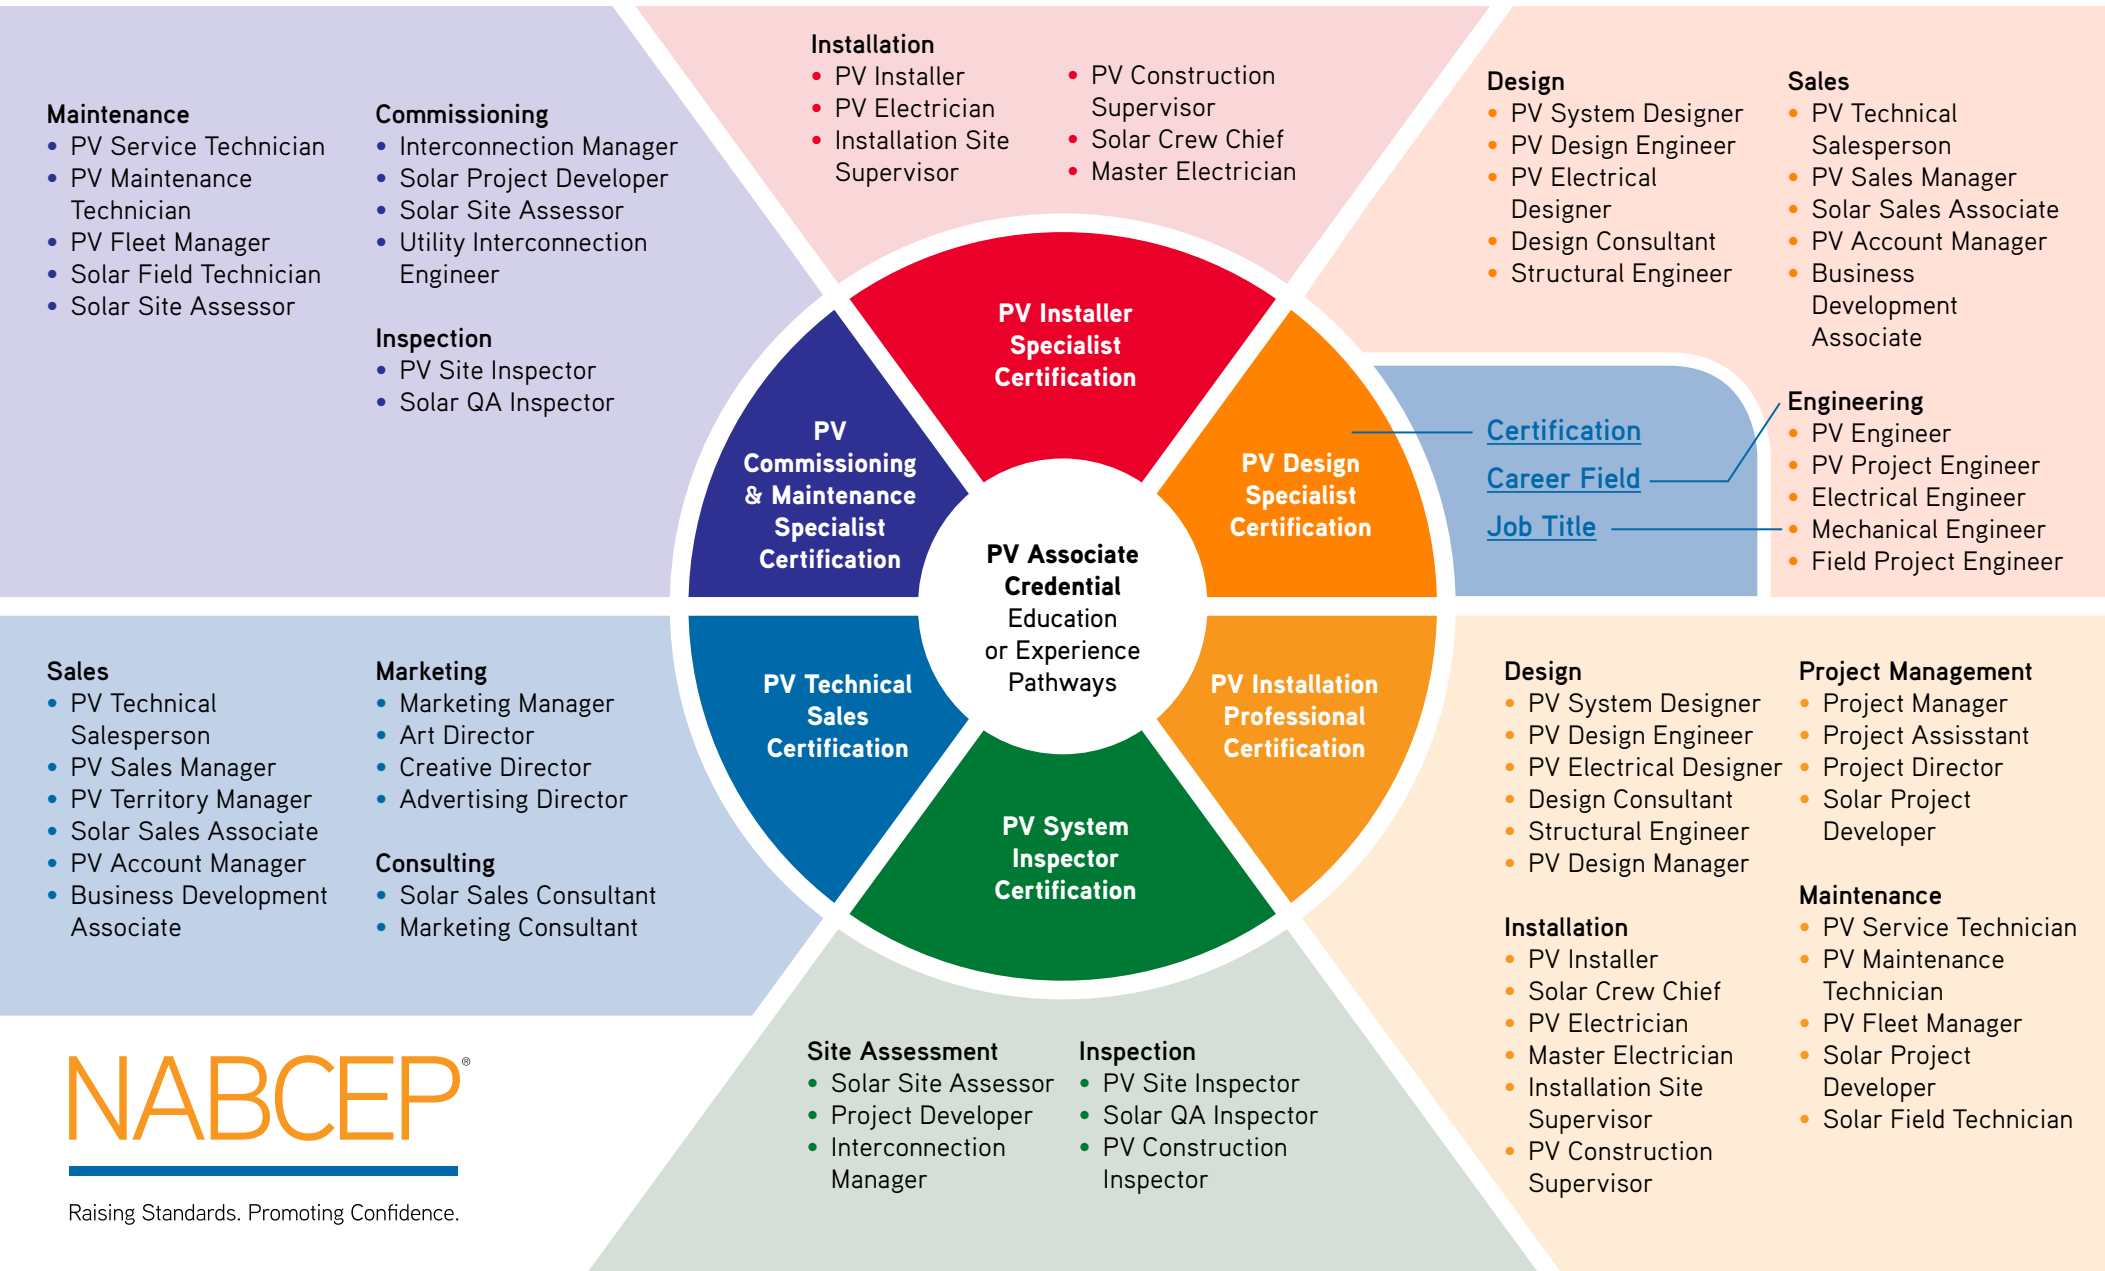 Maintenance
• PV Service Technician
• PV Maintenance
Technician
• PV Fleet Manager
• Solar Field Technician
• Solar Site Assessor
Commissioning
• Interconnection Manager
• Solar Project Developer
• Solar Site Assessor
• Utility Interconnection
Engineer
Inspection
• PV Site Inspector
• Solar QA Inspector
Installation
• PV Installer
• PV Electrician
• Installation Site
Supervisor
• PV Construction
Supervisor
• Solar Crew Chief
• Master Electrician
Design
• PV System Designer
• PV Design Engineer
• PV Electrical
Designer
• Design Consultant
• Structural Engineer
Sales
• PV Technical
Salesperson
• PV Sales Manager
• Solar Sales Associate
• PV Account Manager
• Business
Development
Associate
Engineering
• PV Engineer
• PV Project Engineer
• Electrical Engineer
• Mechanical Engineer
• Field Project Engineer
Certification
Career Field
Job Title
PV Installer
Specialist
Certification
PV
Commissioning
& Maintenance
Specialist
Certification
PV Design
Specialist
Certification
PV Associate
Credential
Education
or Experience
Pathways
PV Technical
Sales
Certification
PV Installation
Professional
Certification
PV System
Inspector
Certification
Sales
• PV Technical
Salesperson
• PV Sales Manager
• PV Territory Manager
• Solar Sales Associate
• PV Account Manager
• Business Development
Associate
Marketing
• Marketing Manager
• Art Director
• Creative Director
• Advertising Director
Consulting
• Solar Sales Consultant
• Marketing Consultant
Design
• PV System Designer
• PV Design Engineer
• PV Electrical Designer
• Design Consultant
• Structural Engineer
• PV Design Manager
Installation
• PV Installer
• Solar Crew Chief
• PV Electrician
• Master Electrician
• Installation Site
Supervisor
• PV Construction
Supervisor
Project Management
• Project Manager
• Project Assisstant
• Project Director
• Solar Project
Developer
Maintenance
• PV Service Technician
• PV Maintenance
Technician
• PV Fleet Manager
• Solar Project
Developer
• Solar Field Technician
Site Assessment
• Solar Site Assessor
• Project Developer
• Interconnection
Manager
Inspection
• PV Site Inspector
• Solar QA Inspector
• PV Construction
Inspector
NABCEP®
Raising Standards. Promoting Confidence.